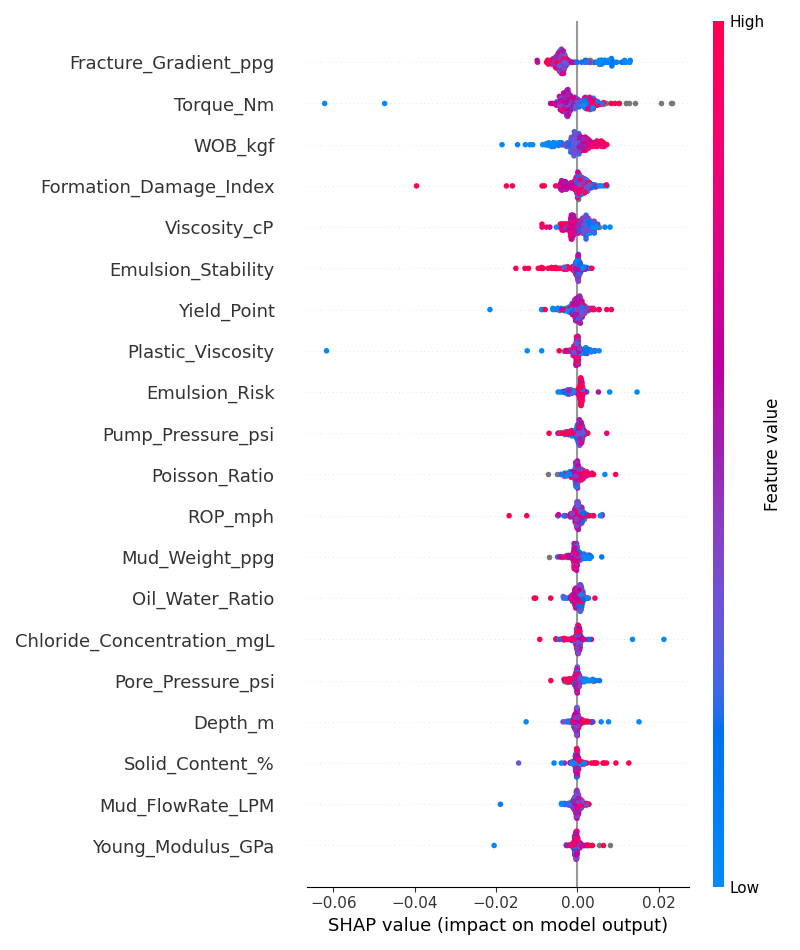 High
Fracture_Gradient_ppg
Torque_Nm
WOB_kgf
Formation_Damage_Index
Viscosity_cP
Emulsion_Stability
Yield_Point
Plastic_Viscosity
Emulsion_Risk
Pump_Pressure_psi
Poisson_Ratio
ROP_mph
Mud_Weight_ppg
Oil_Water_Ratio
Chloride_Concentration_mgL
Pore_Pressure_psi
Depth_m
Solid_Content_%
Mud_FlowRate_LPM
Young_Modulus_GPa
Feature value
Low
−0.06 −0.04 −0.02 0.00 0.02
SHAP value (impact on model output)